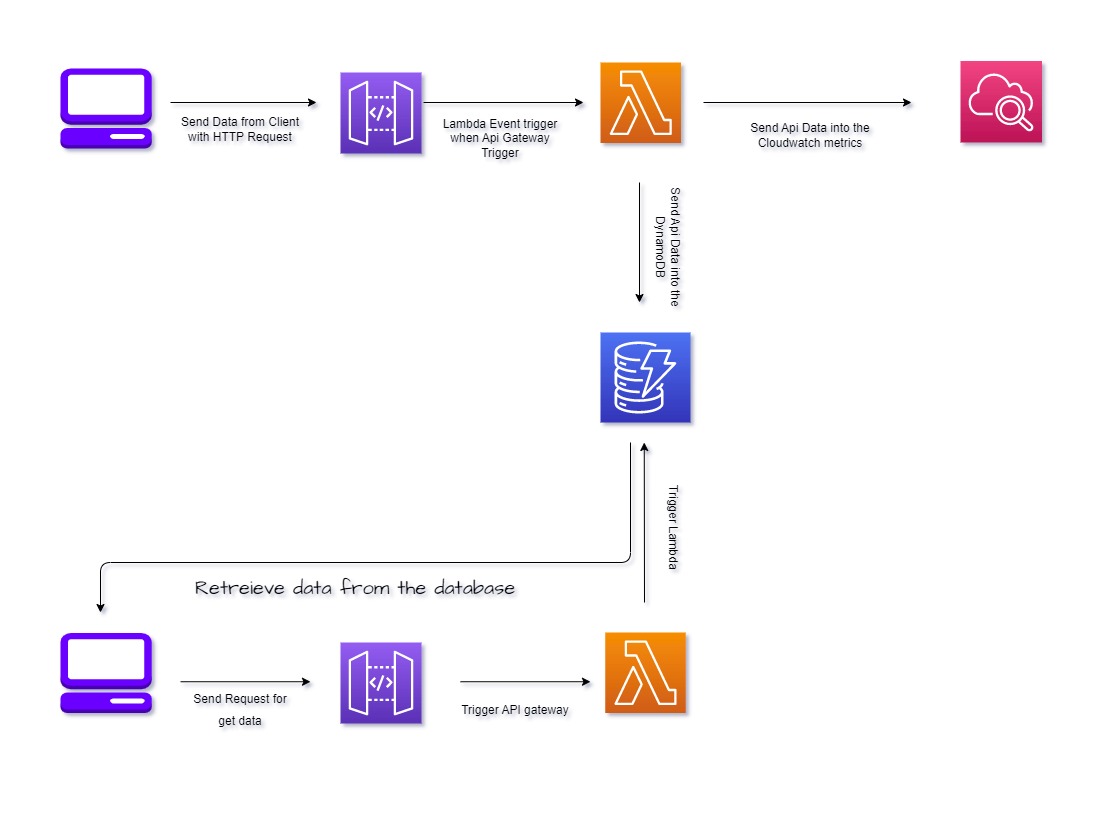 Send Data from Client
with HTTP Request
</>
Lambda Event trigger
when Api Gateway
Trigger
Send Api Data into the
Cloudwatch metrics
Send Api Data into the
DynamoDB
Trigger Lambda
Retreieve data from the database
Send Request for
get data
</>
Trigger API gateway